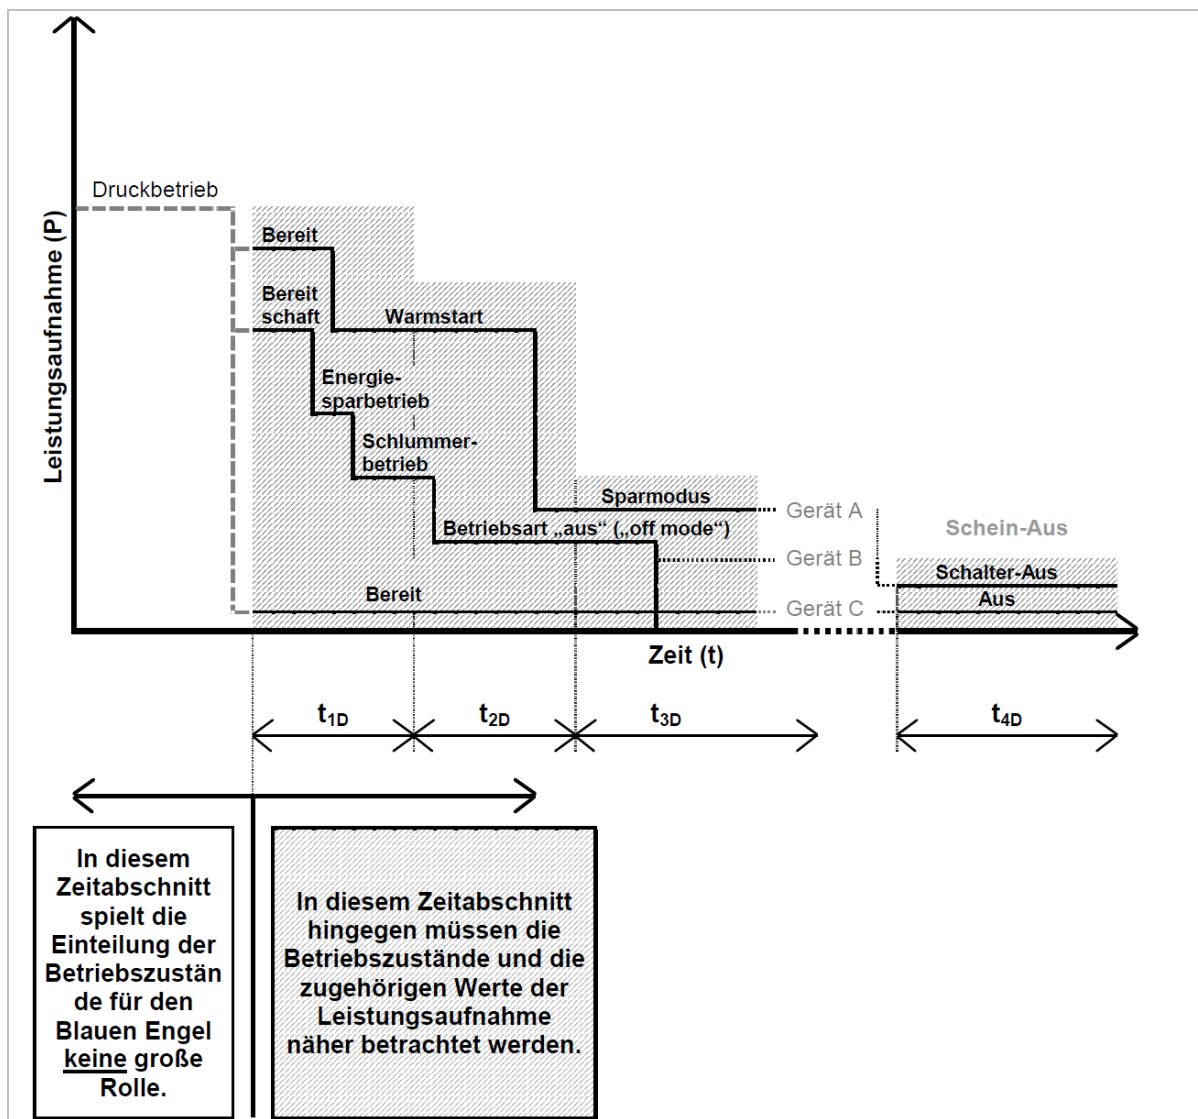 Leistungsaufnahme (P)
Druckbetrieb
Bereit
Bereit
schaft
Warmstart
Energie-
sparbetrieb
Schlummer-
betrieb
Sparmodus
Betriebsart „aus“ („off mode“)
Bereit
Gerät A
Gerät B
Gerät C
Schein-Aus
Schalter-Aus
Aus
Zeit (t)
t1D
t2D
t3D
t4D
In diesem
Zeitabschnitt
spielt die
Einteilung der
Betriebszustän
de für den
Blauen Engel
keine große
Rolle.
In diesem Zeitabschnitt
hingegen müssen die
Betriebszustände und die
zugehörigen Werte der
Leistungsaufnahme
näher betrachtet werden.